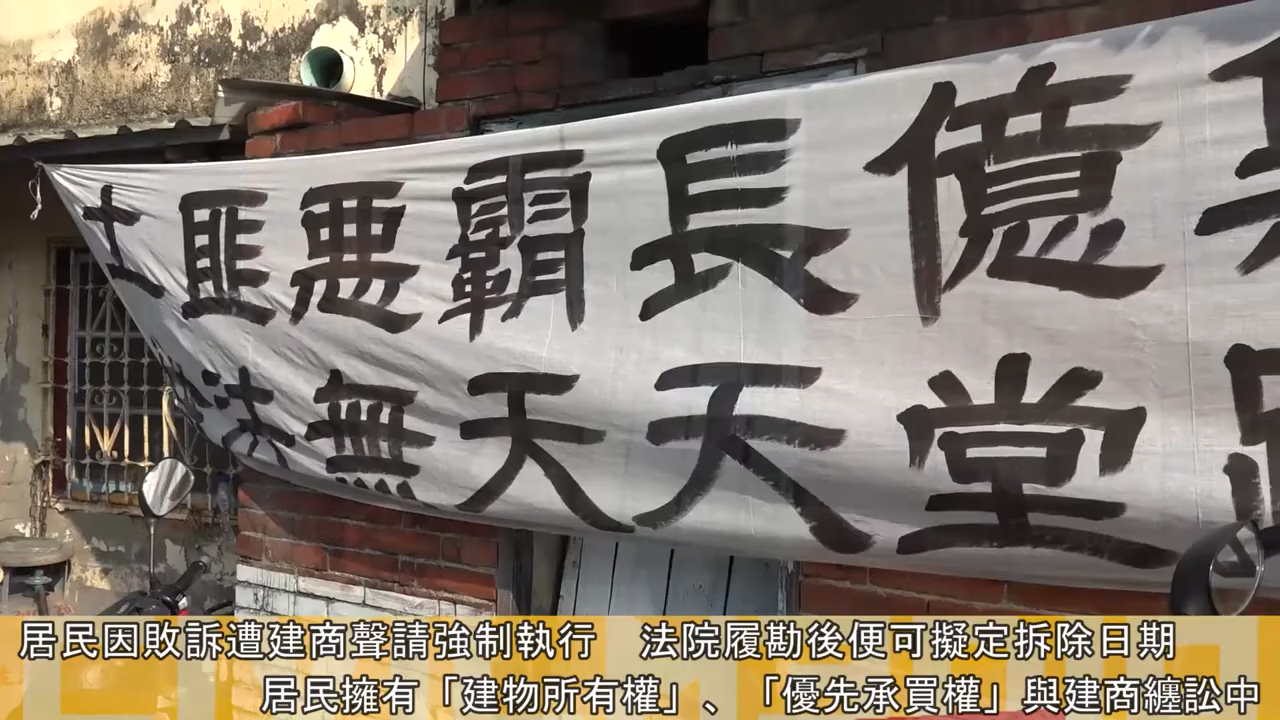 土匪悪霸長億
法無天天堂
居民因敗訴遭建商聲請強制執行　法院履勘後便可擬定拆除日期
居民擁有「建物所有權」、「優先承買權」與建商纏訟中